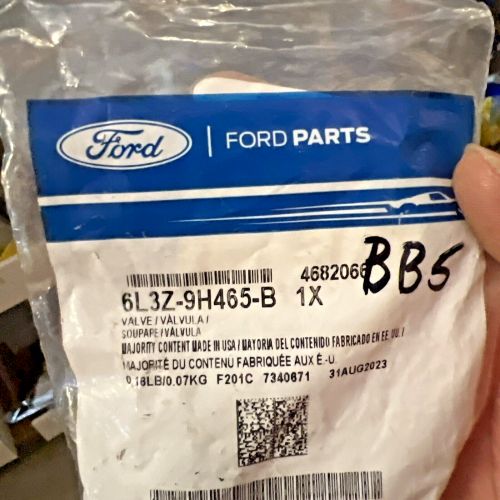 Ford | FORD PARTS
4682066
BB5
6L3Z-9H465-B 1X
VALVE / VÁLVULA /
SOUPAPE / VÁLVULA
MAJORITY CONTENT MADE IN USA / MAYORIA DEL CONTENIDO FABRICADO EN EE. UU. /
MAJORITÉ DU CONTENU FABRIQUÉE AUX É.-U.
0.16LB/0.07KG F201C 7340671 31AUG2023